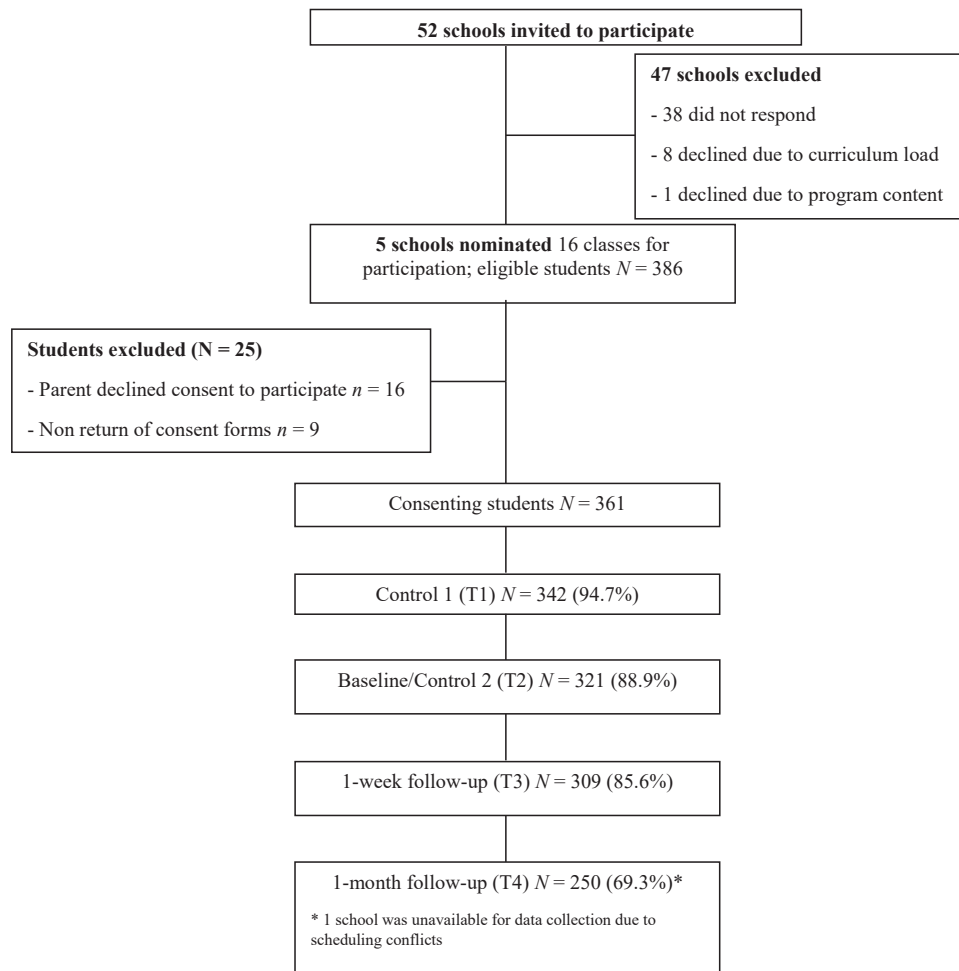 52 schools invited to participate
47 schools excluded
- 38 did not respond
- 8 declined due to curriculum load
- 1 declined due to program content
5 schools nominated 16 classes for
participation; eligible students N = 386
Students excluded (N = 25)
- Parent declined consent to participate n = 16
- Non return of consent forms n = 9
Consenting students N = 361
Control 1 (T1) N = 342 (94.7%)
Baseline/Control 2 (T2) N = 321 (88.9%)
1-week follow-up (T3) N = 309 (85.6%)
1-month follow-up (T4) N = 250 (69.3%)*
* 1 school was unavailable for data collection due to
scheduling conflicts